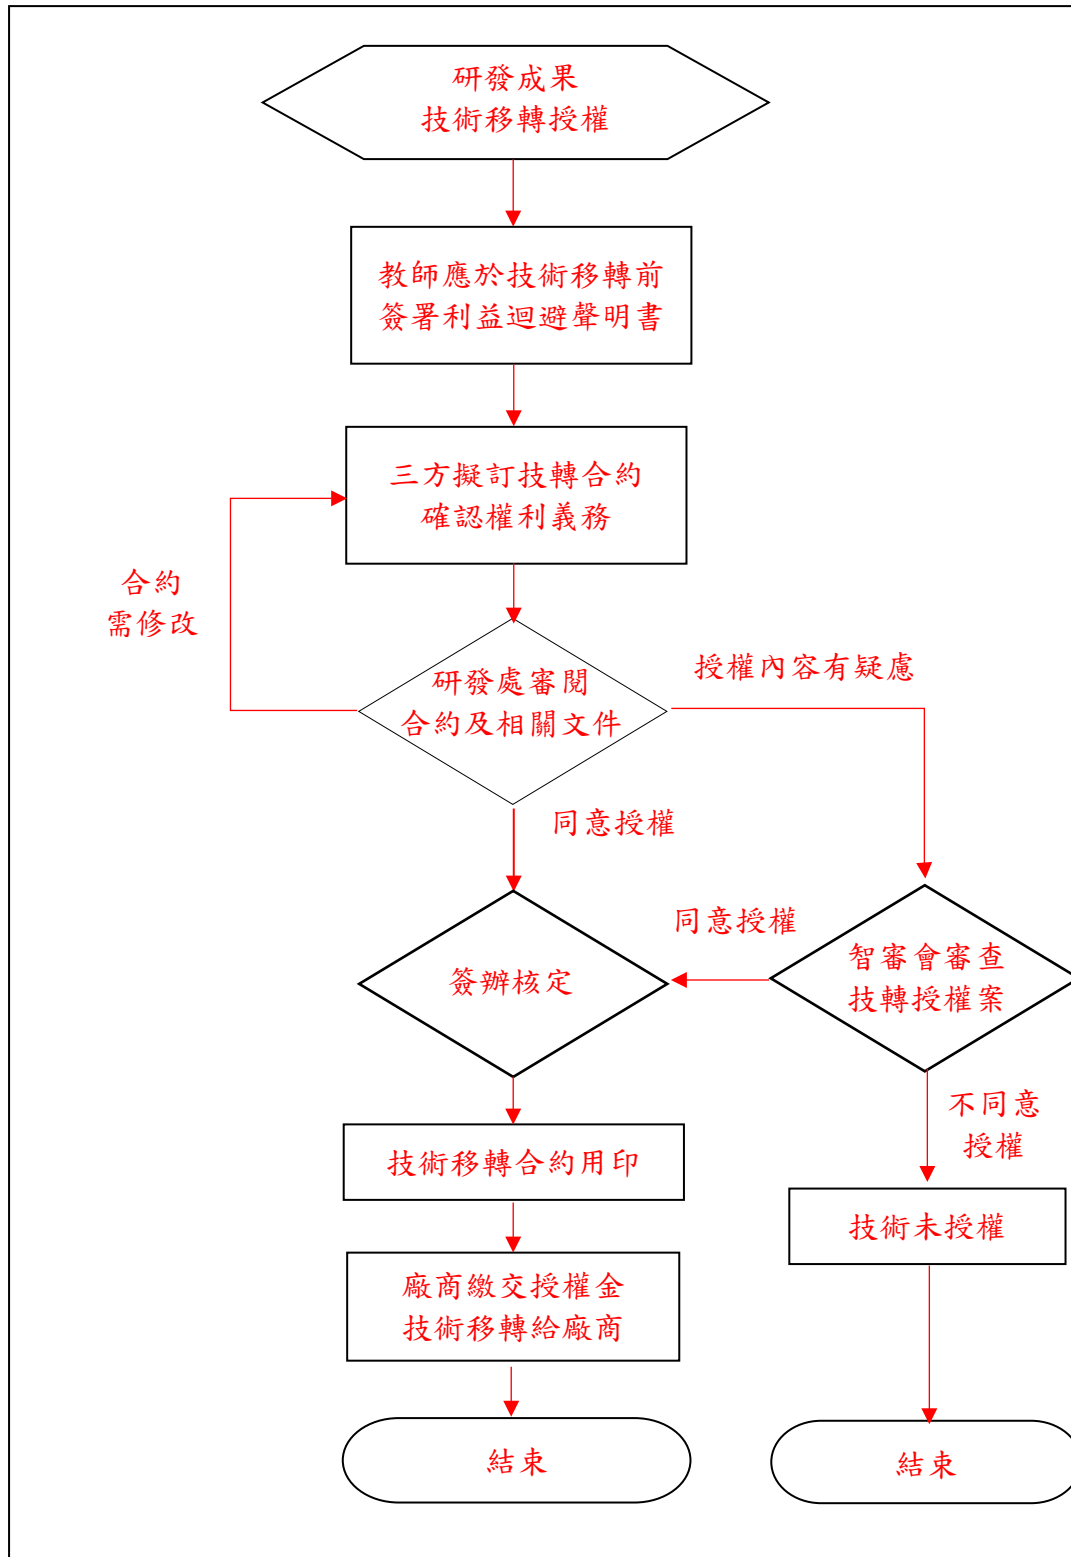 研發成果
技術移轉授權
教師應於技術移轉前
簽署利益迴避聲明書
三方擬訂技轉合約
確認權利義務
合約
需修改
研發處審閱
合約及相關文件
授權內容有疑慮
同意授權
同意授權
簽辦核定
智審會審查
技轉授權案
不同意
授權
技術移轉合約用印
技術未授權
廠商繳交授權金
技術移轉給廠商
結束
結束